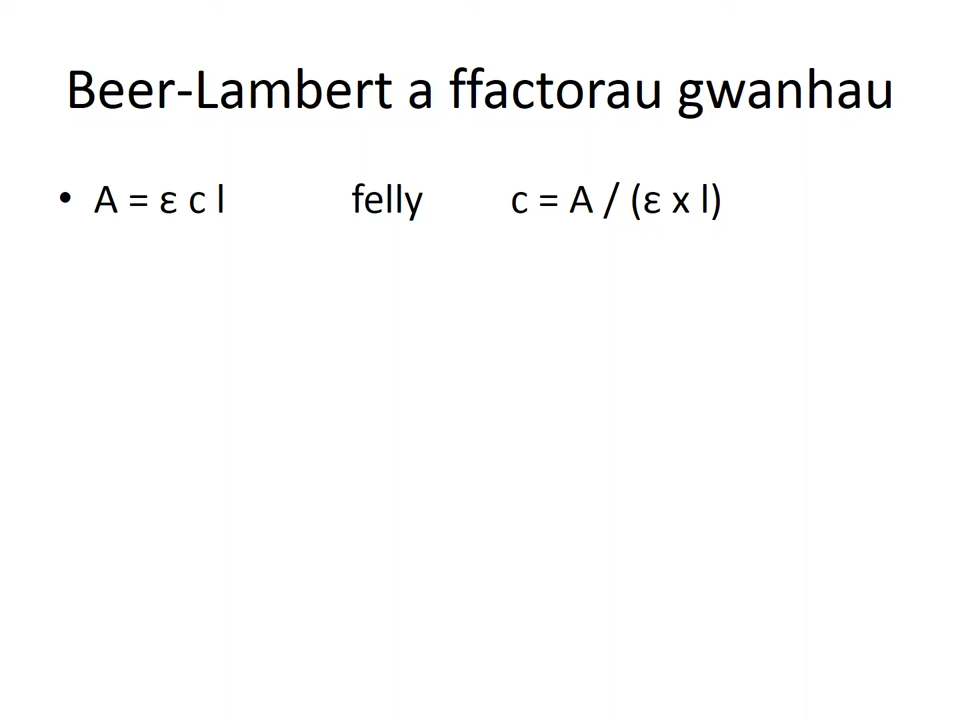 Beer-Lambert a ffactorau gwanhau
• A = ε c l felly c = A / (ε x l)